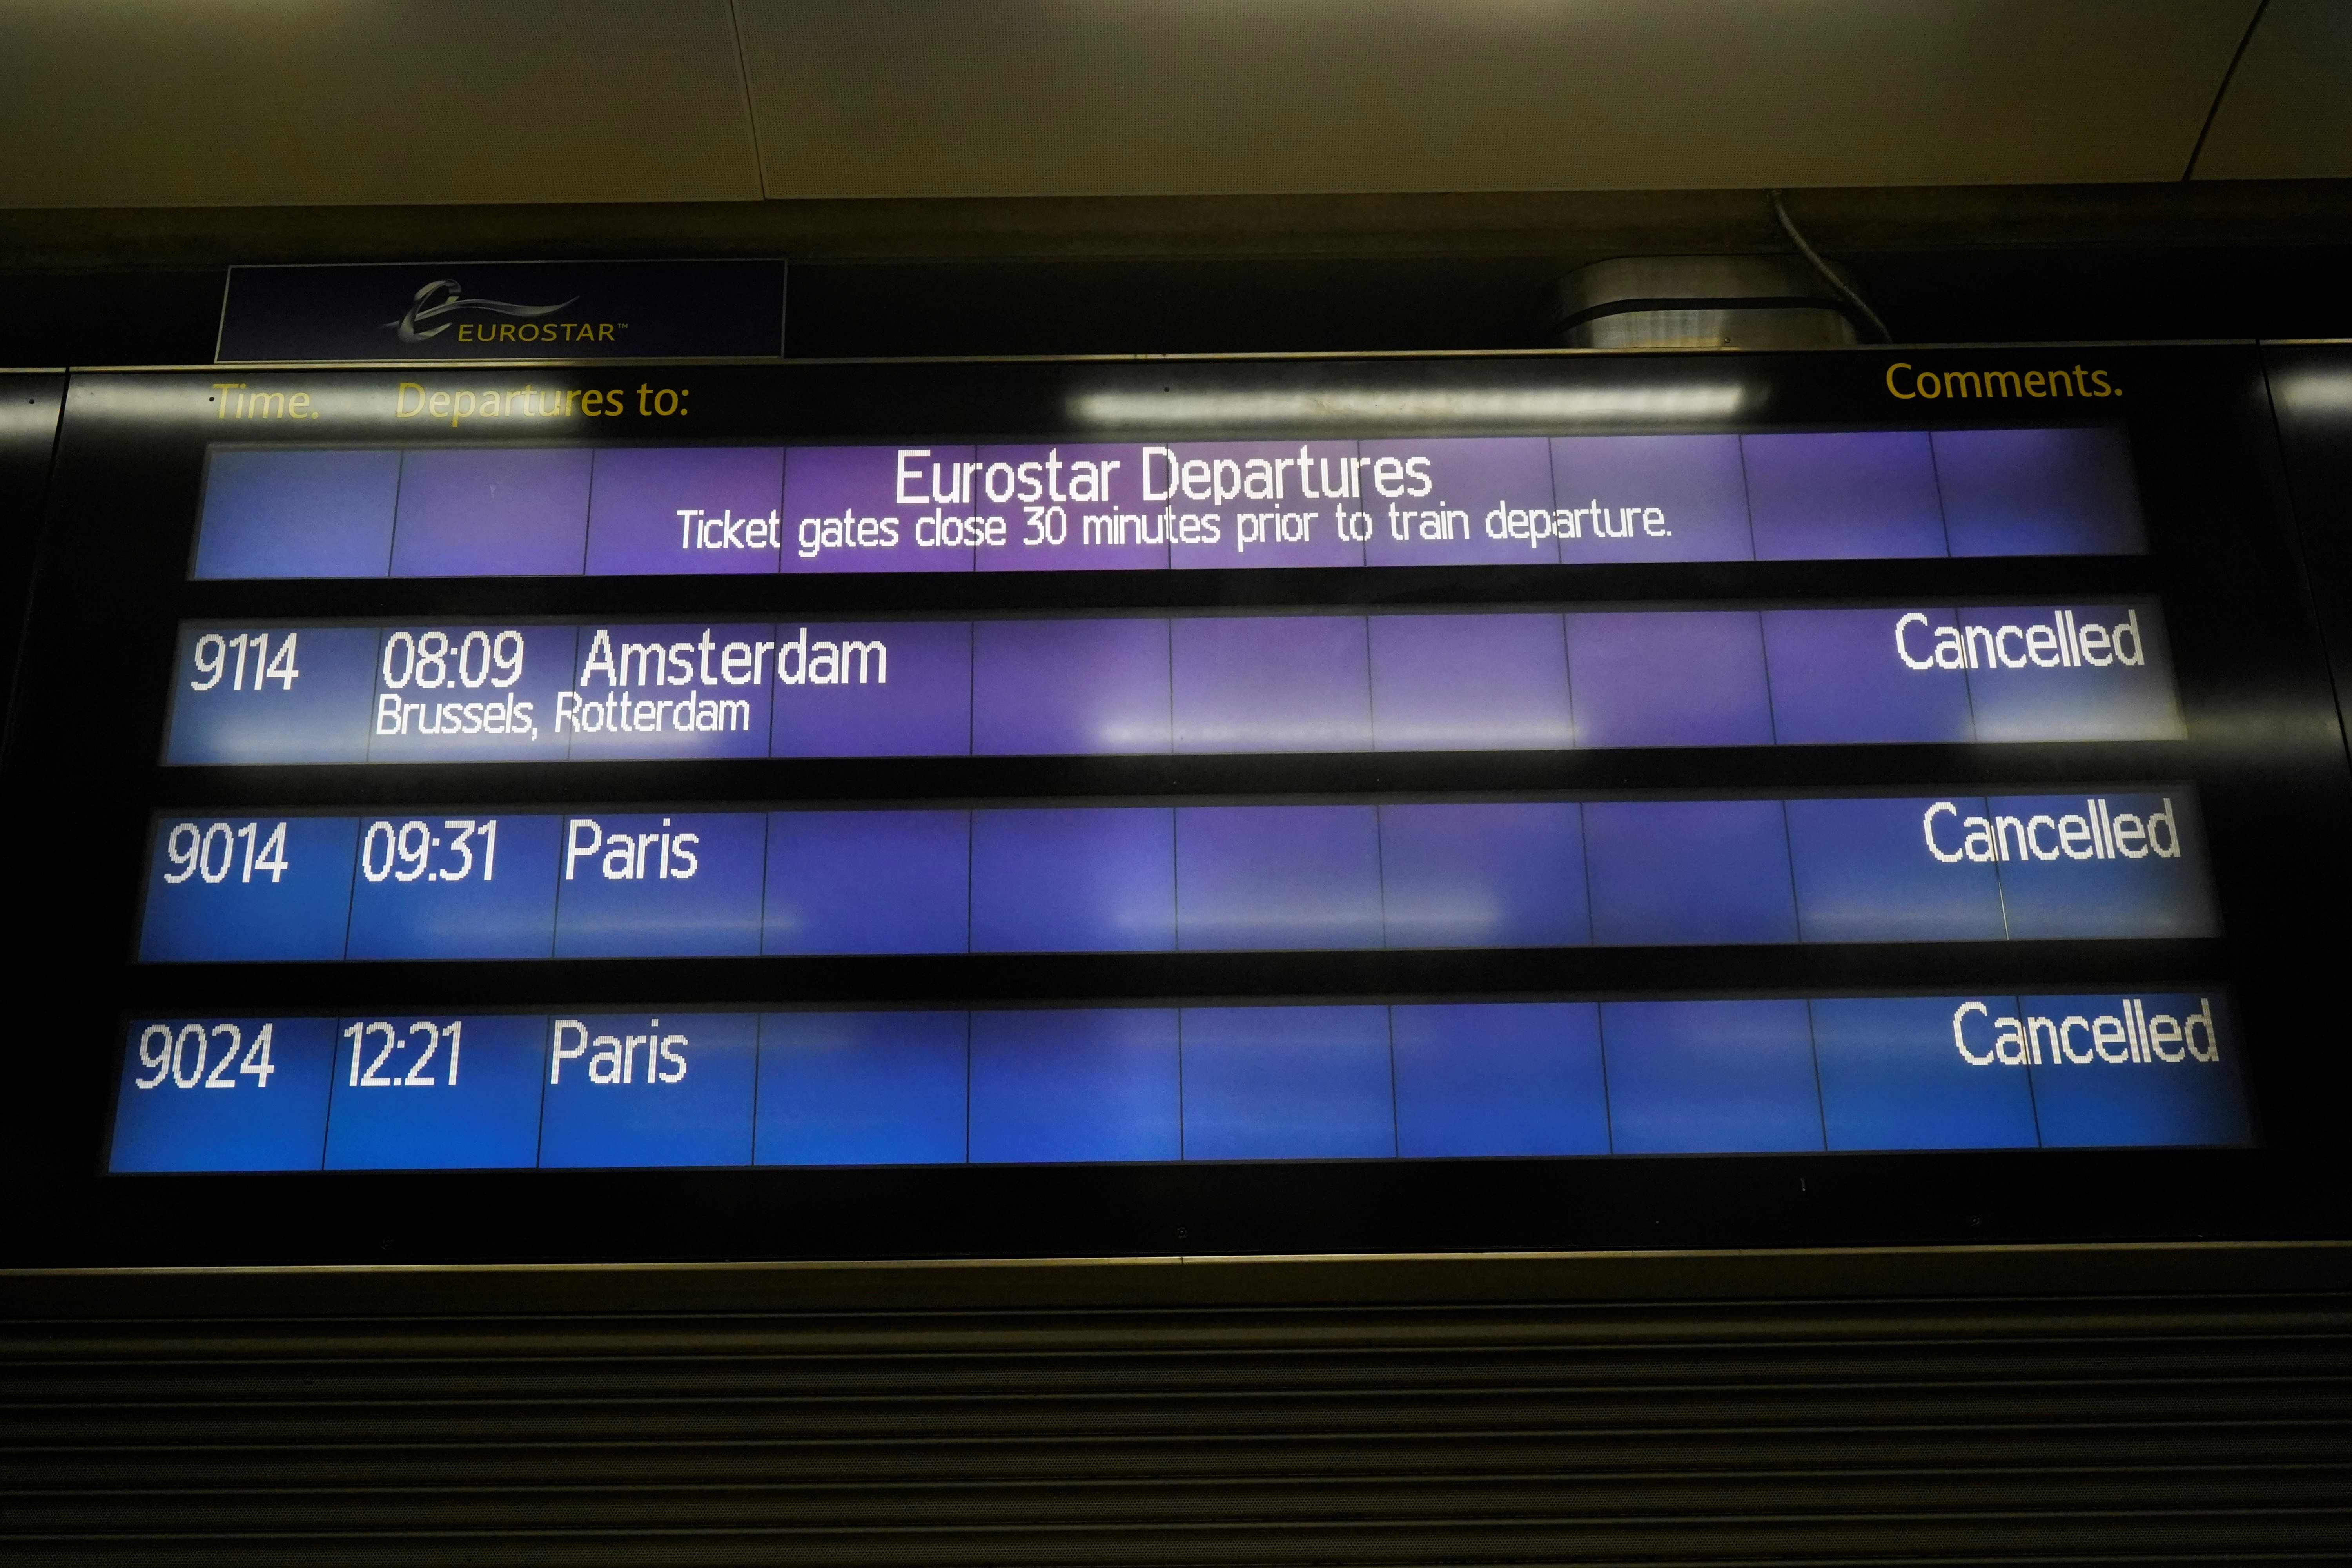 EUROSTAR™
Time. Departures to: Comments.
Eurostar Departures
Ticket gates close 30 minutes prior to train departure.
9114 08:09 Amsterdam Cancelled
Brussels, Rotterdam
9014 09:31 Paris Cancelled
9024 12:21 Paris Cancelled